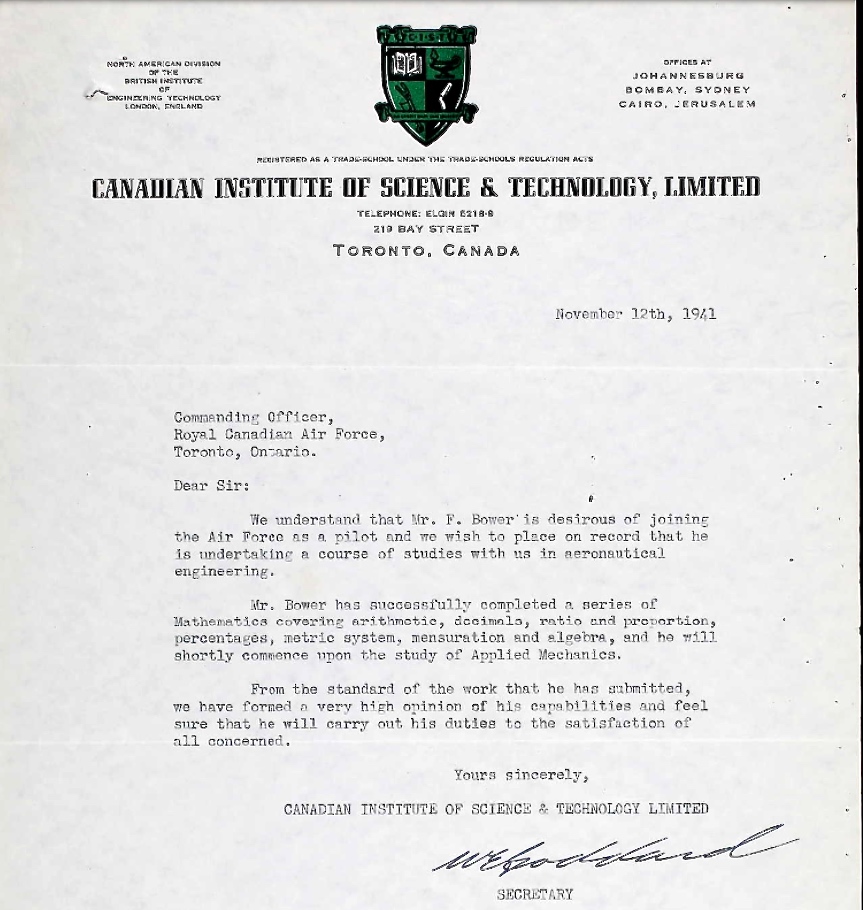 C·I·S·T
NORTH AMERICAN DIVISION
OF THE
BRITISH INSTITUTE
OF
ENGINEERING TECHNOLOGY
LONDON, ENGLAND
OFFICES AT
JOHANNESBURG
BOMBAY, SYDNEY
CAIRO, JERUSALEM
REGISTERED AS A TRADE-SCHOOL UNDER THE TRADE-SCHOOLS REGULATION ACTS
CANADIAN INSTITUTE OF SCIENCE & TECHNOLOGY, LIMITED
TELEPHONE: ELGIN 6218-9
219 BAY STREET
TORONTO, CANADA
November 12th, 1941
Commanding Officer,
Royal Canadian Air Force,
Toronto, Ontario.
Dear Sir:
We understand that Mr. F. Bower is desirous of joining
the Air Force as a pilot and we wish to place on record that he
is undertaking a course of studies with us in aeronautical
engineering.
Mr. Bower has successfully completed a series of
Mathematics covering arithmetic, decimals, ratio and proportion,
percentages, metric system, mensuration and algebra, and he will
shortly commence upon the study of Applied Mechanics.
From the standard of the work that he has submitted,
we have formed a very high opinion of his capabilities and feel
sure that he will carry out his duties to the satisfaction of
all concerned.
Yours sincerely,
CANADIAN INSTITUTE OF SCIENCE & TECHNOLOGY LIMITED
WEGoddard
SECRETARY